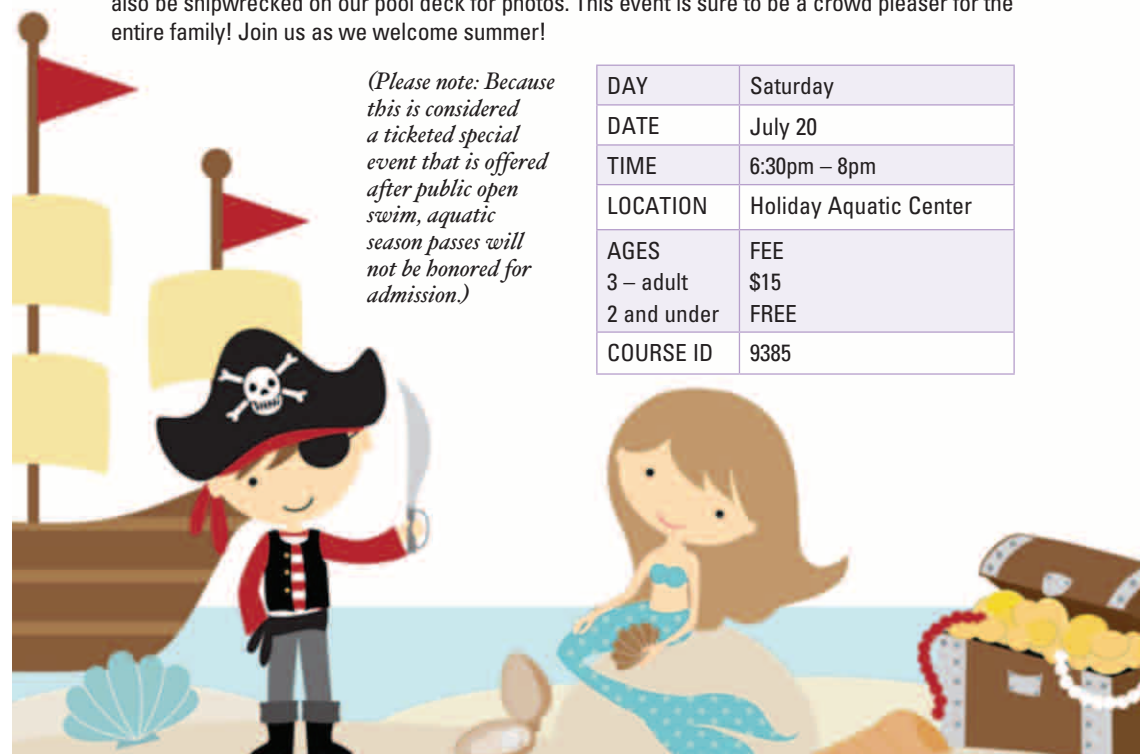 also be shipwrecked on our pool deck for photos. This event is sure to be a crowd pleaser for the
entire family! Join us as we welcome summer!
(Please note: Because
this is considered
a ticketed special
event that is offered
after public open
swim, aquatic
season passes will
not be honored for
admission.)
DAY Saturday
DATE July 20
TIME 6:30pm – 8pm
LOCATION Holiday Aquatic Center
AGES FEE
3 – adult $15
2 and under FREE
COURSE ID 9385